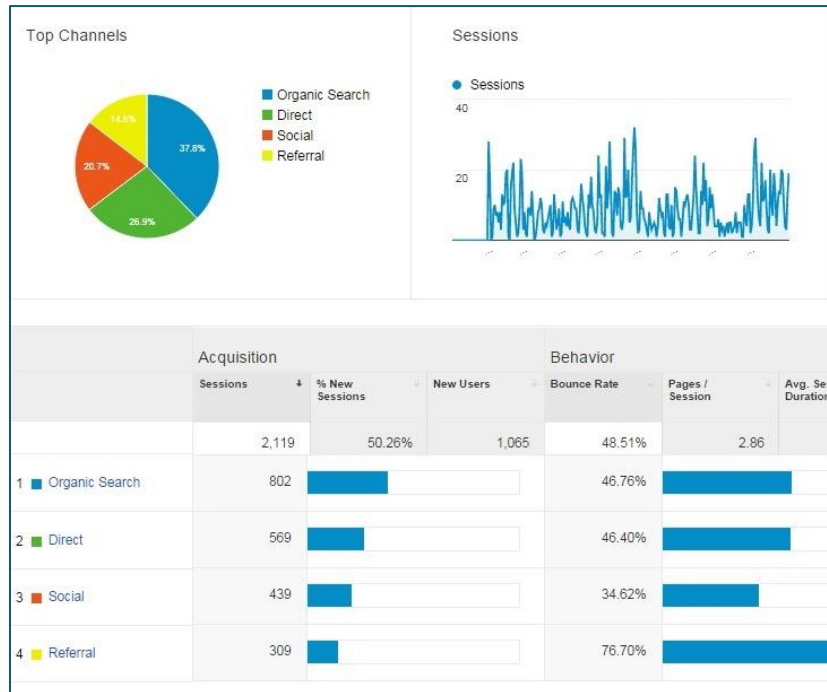 Top Channels
Sessions
Organic Search
Direct
Social
Referral
37.8%
26.9%
20.7%
14.6%
Sessions
40
20
Acquisition
Behavior
Sessions
% New
Sessions
New Users
Bounce Rate
Pages /
Session
Avg. Se
Duration
2,119
50.26%
1,065
48.51%
2.86
1 Organic Search
802
46.76%
2 Direct
569
46.40%
3 Social
439
34.62%
4 Referral
309
76.70%